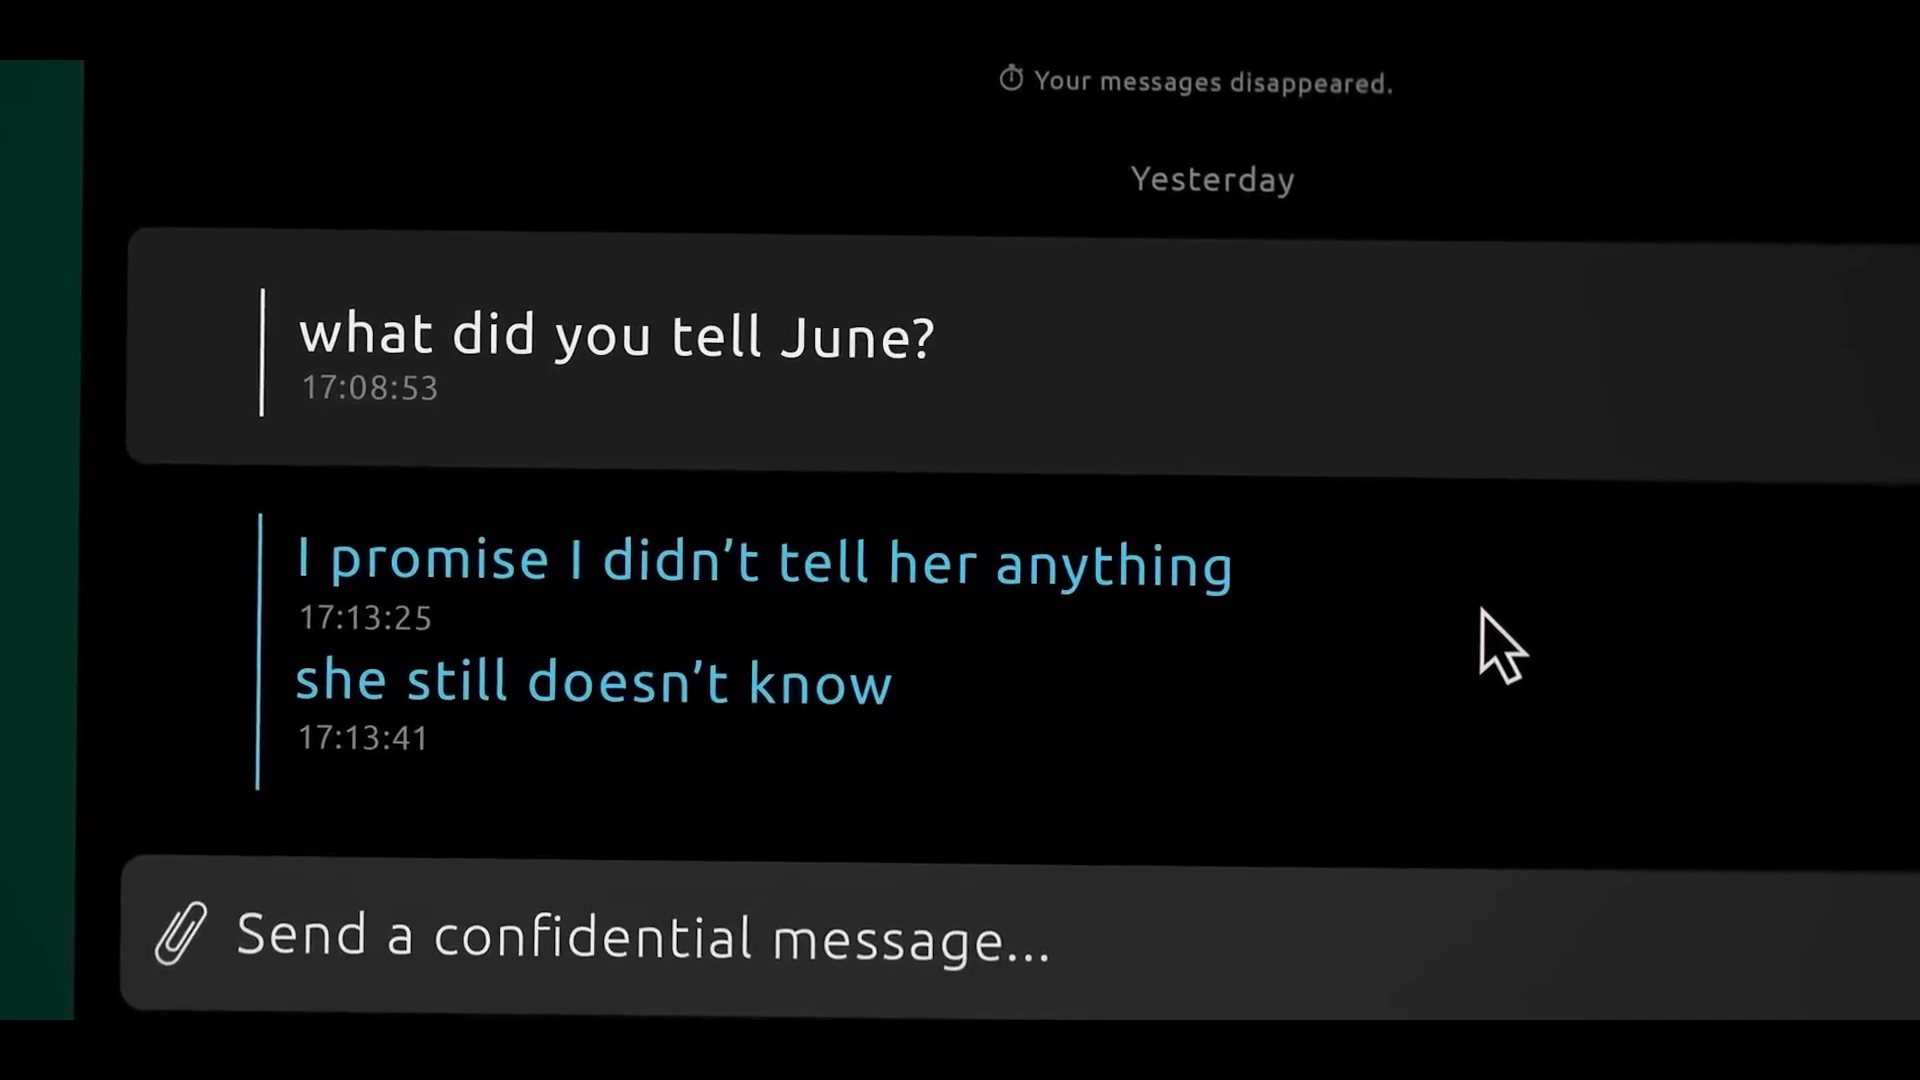 Your messages disappeared.
Yesterday
what did you tell June?
17:08:53
I promise I didn’t tell her anything
17:13:25
she still doesn’t know
17:13:41
Send a confidential message...